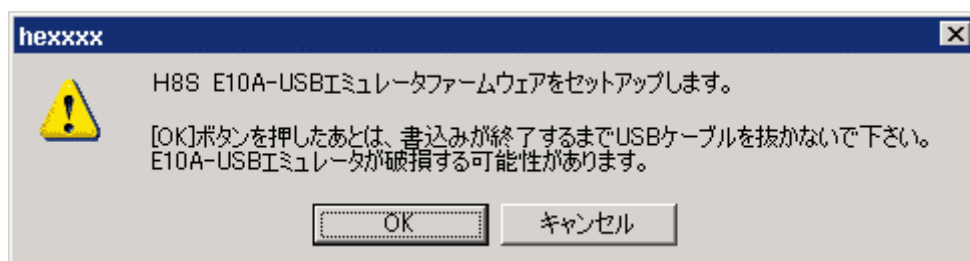 hexxxx
H8S E10A-USBエミュレータファームウェアをセットアップします。
[OK]ボタンを押したあとは、書込みが終了するまでUSBケーブルを抜かないで下さい。
E10A-USBエミュレータが破損する可能性があります。
OK
キャンセル